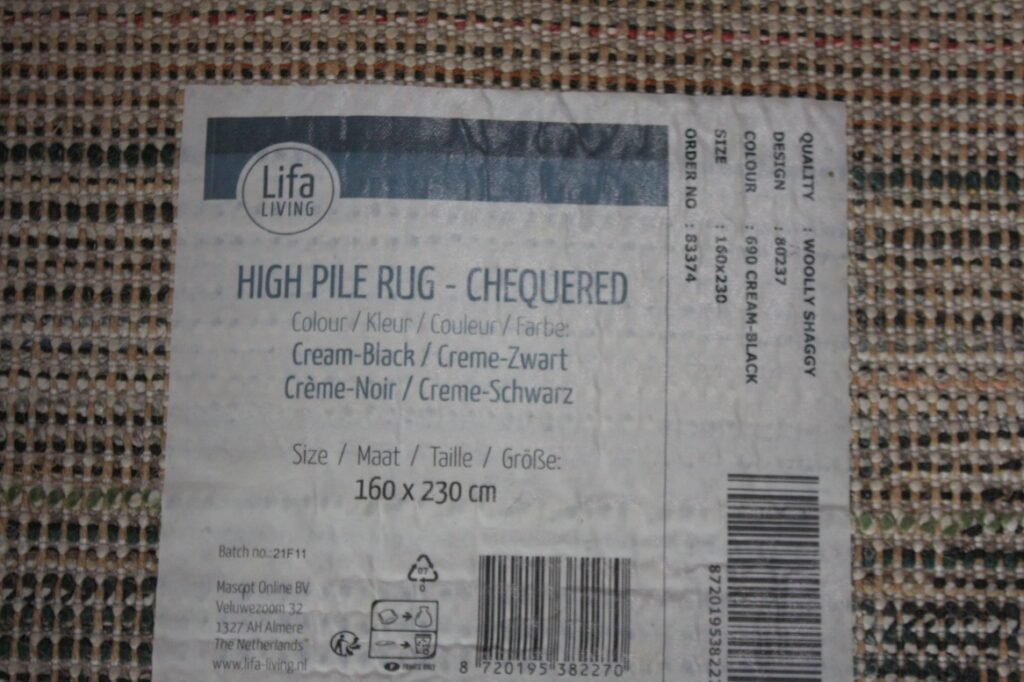 Lifa
LIVING
HIGH PILE RUG - CHEQUERED
Colour / Kleur / Couleur / Farbe:
Cream-Black / Creme-Zwart
Crème-Noir / Creme-Schwarz
Size / Maat / Taille / Größe:
160 x 230 cm
Batch no.: 21F11
Mascot Online BV
Veluwezoom 32
1327 AH Almere
The Netherlands
www.lifa-living.nl
07
8 720195 382270
QUALITY : WOOLLY SHAGGY
DESIGN : 80237
COLOUR : 690 CREAM-BLACK
SIZE : 160x230
ORDER NO : 83374